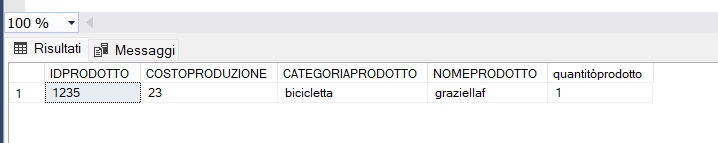 100 %
Risultati Messaggi
IDPRODOTTO COSTOPRODUZIONE CATEGORIAPRODOTTO NOMEPRODOTTO quantitòprodotto
1 1235 23 bicicletta graziellaf 1